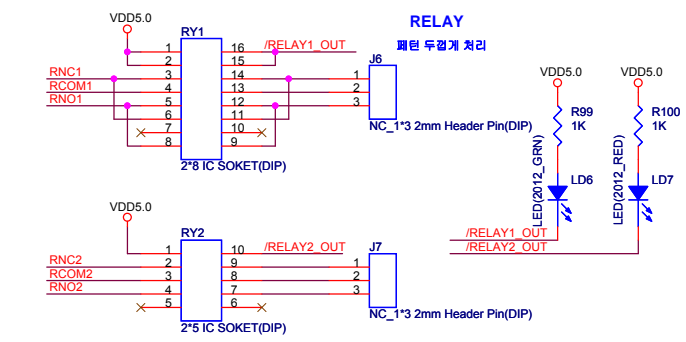 RELAY
패턴 두껍게 처리
VDD5.0
RY1
1
2
3
4
5
6
7
8
16
15
14
13
12
11
10
9
/RELAY1_OUT
RNC1
RCOM1
RNO1
2*8 IC SOKET(DIP)
J6
1
2
3
NC_1*3 2mm Header Pin(DIP)
VDD5.0
R99
1K
LED(2012_GRN)
LD6
VDD5.0
R100
1K
LED(2012_RED)
LD7
/RELAY1_OUT
/RELAY2_OUT
VDD5.0
RY2
1
2
3
4
5
10
9
8
7
6
/RELAY2_OUT
RNC2
RCOM2
RNO2
2*5 IC SOKET(DIP)
J7
1
2
3
NC_1*3 2mm Header Pin(DIP)